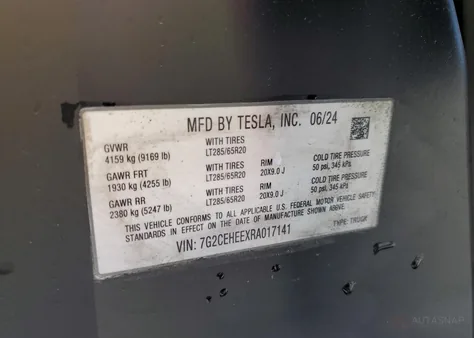 MFD BY TESLA, INC. 06/24
GVWR
4159 kg (9169 lb)
WITH TIRES
LT285/65R20
GAWR FRT
1930 kg (4255 lb)
WITH TIRES
LT285/65R20
RIM
20X9.0 J
COLD TIRE PRESSURE
50 psi, 345 kPa
GAWR RR
2380 kg (5247 lb)
WITH TIRES
LT285/65R20
RIM
20X9.0 J
COLD TIRE PRESSURE
50 psi, 345 kPa
THIS VEHICLE CONFORMS TO ALL APPLICABLE U.S. FEDERAL MOTOR VEHICLE SAFETY
STANDARDS IN EFFECT ON THE DATE OF MANUFACTURE SHOWN ABOVE.
VIN: 7G2CEHEEXRA017141
TYPE: TRUCK
AUTASNAP